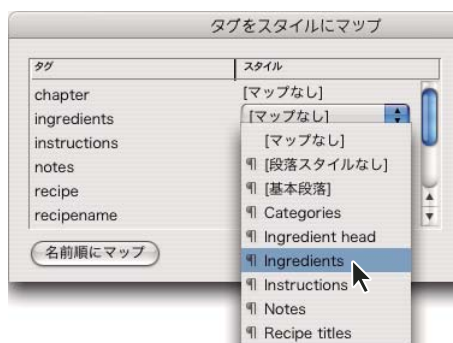 タグをスタイルにマップ
タグ スタイル
chapter [マップなし]
ingredients [マップなし]
instructions [マップなし]
notes ¶ [段落スタイルなし]
recipe ¶ [基本段落]
recipename ¶ Categories
¶ Ingredient head
名前順にマップ ¶ Ingredients
¶ Instructions
¶ Notes
¶ Recipe titles